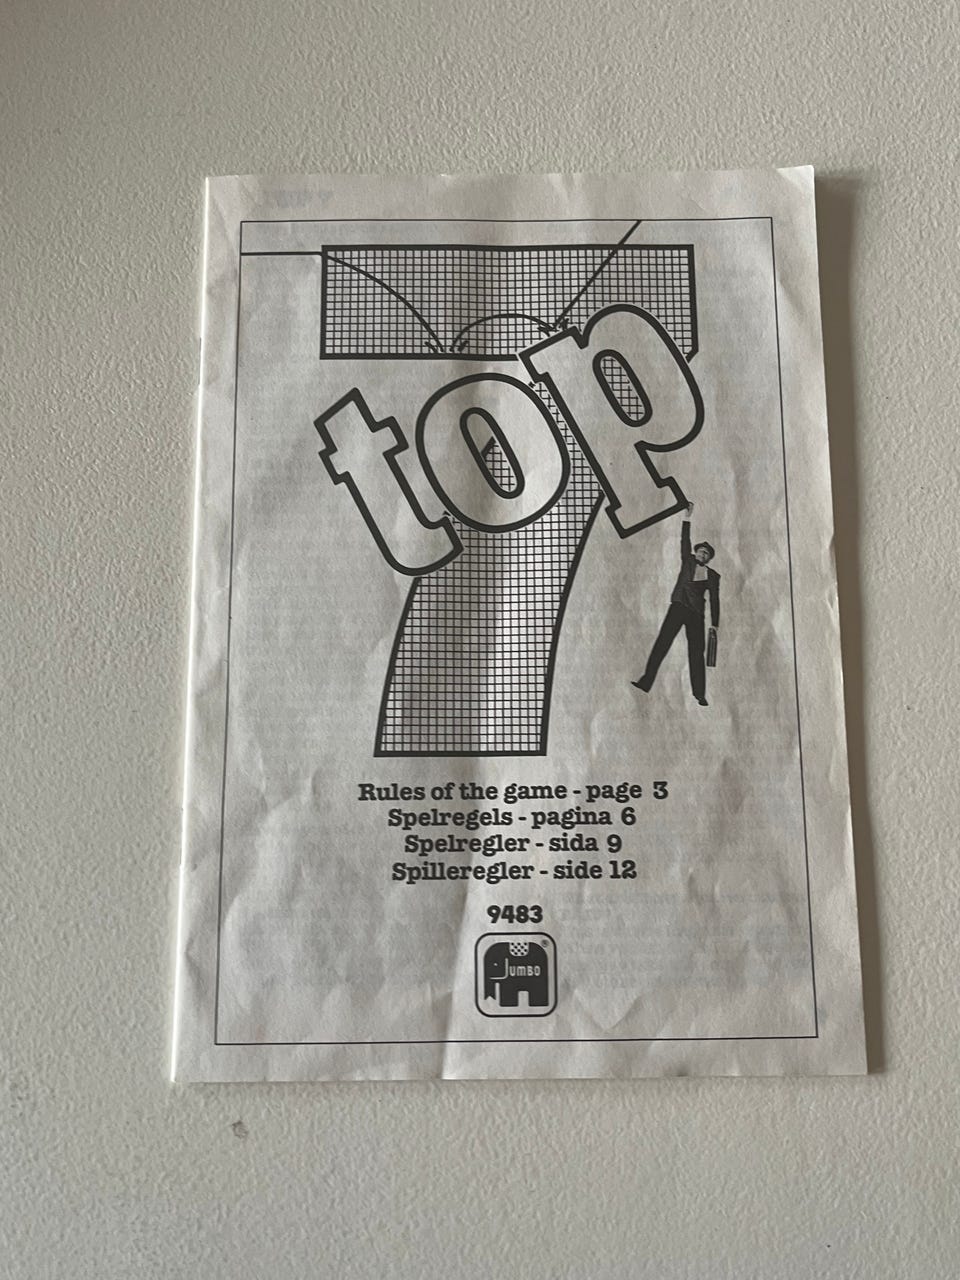 7
top
Rules of the game - page 3
Spelregels - pagina 6
Spelregler - sida 9
Spilleregler - side 12
9483
JUMBO ®